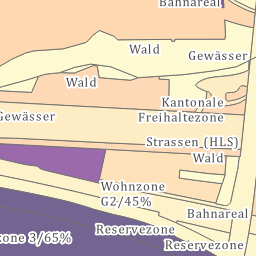 Bahnareal
Wald
Gewässer
Wald
Kantonale
Freihaltezone
Gewässer
Strassen (HLS)
Wald
Wohnzone
G2/45%
Bahnareal
Reservezone
zone 3/65%
Reservezone